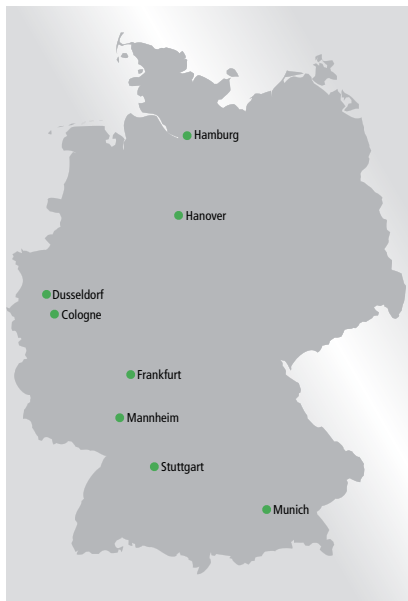 Hamburg
Hanover
Dusseldorf
Cologne
Frankfurt
Mannheim
Stuttgart
Munich